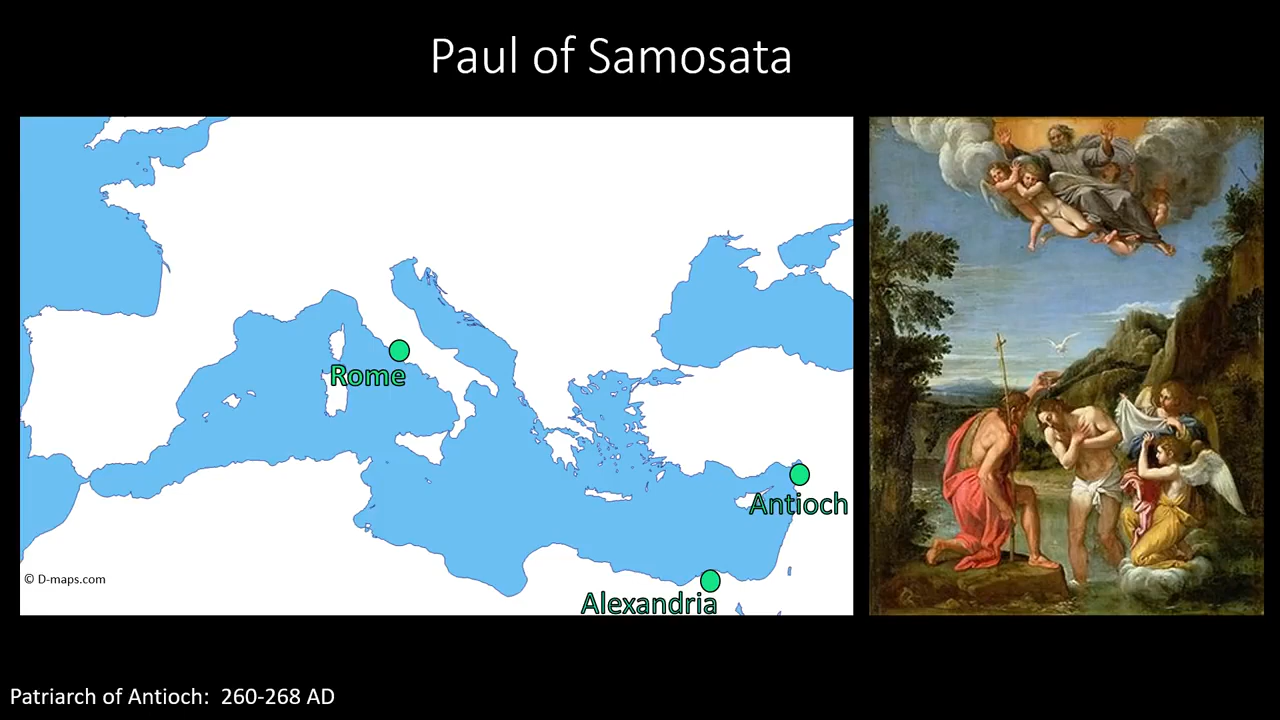 Paul of Samosata
Rome
Antioch
© D-maps.com
Alexandria
Patriarch of Antioch: 260-268 AD